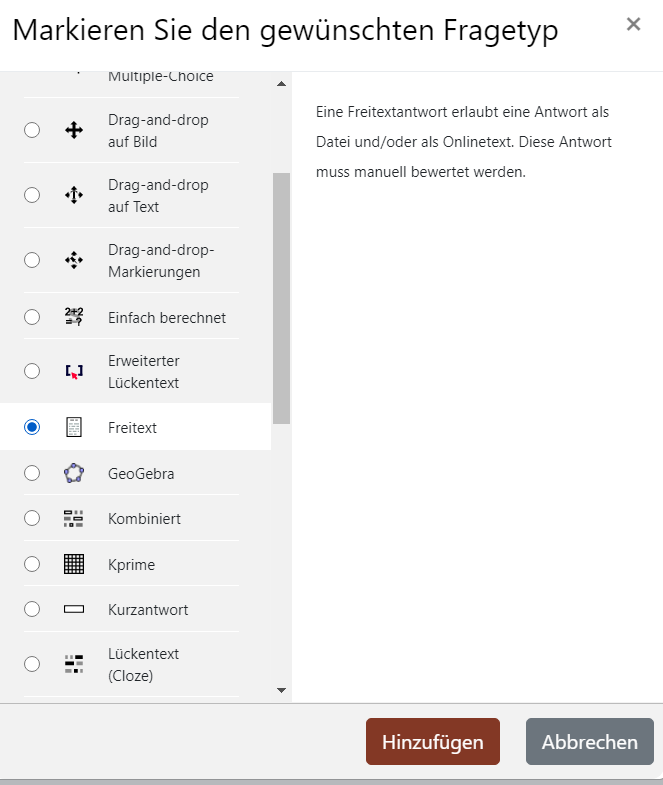 Markieren Sie den gewünschten Fragetyp
×
Multiple-Choice
Drag-and-drop
auf Bild
Drag-and-drop
auf Text
Drag-and-drop-
Markierungen
2+2
=?
Einfach berechnet
Erweiterter
Lückentext
Freitext
GeoGebra
Kombiniert
Kprime
Kurzantwort
Lückentext
(Cloze)
Eine Freitextantwort erlaubt eine Antwort als
Datei und/oder als Onlinetext. Diese Antwort
muss manuell bewertet werden.
Hinzufügen
Abbrechen